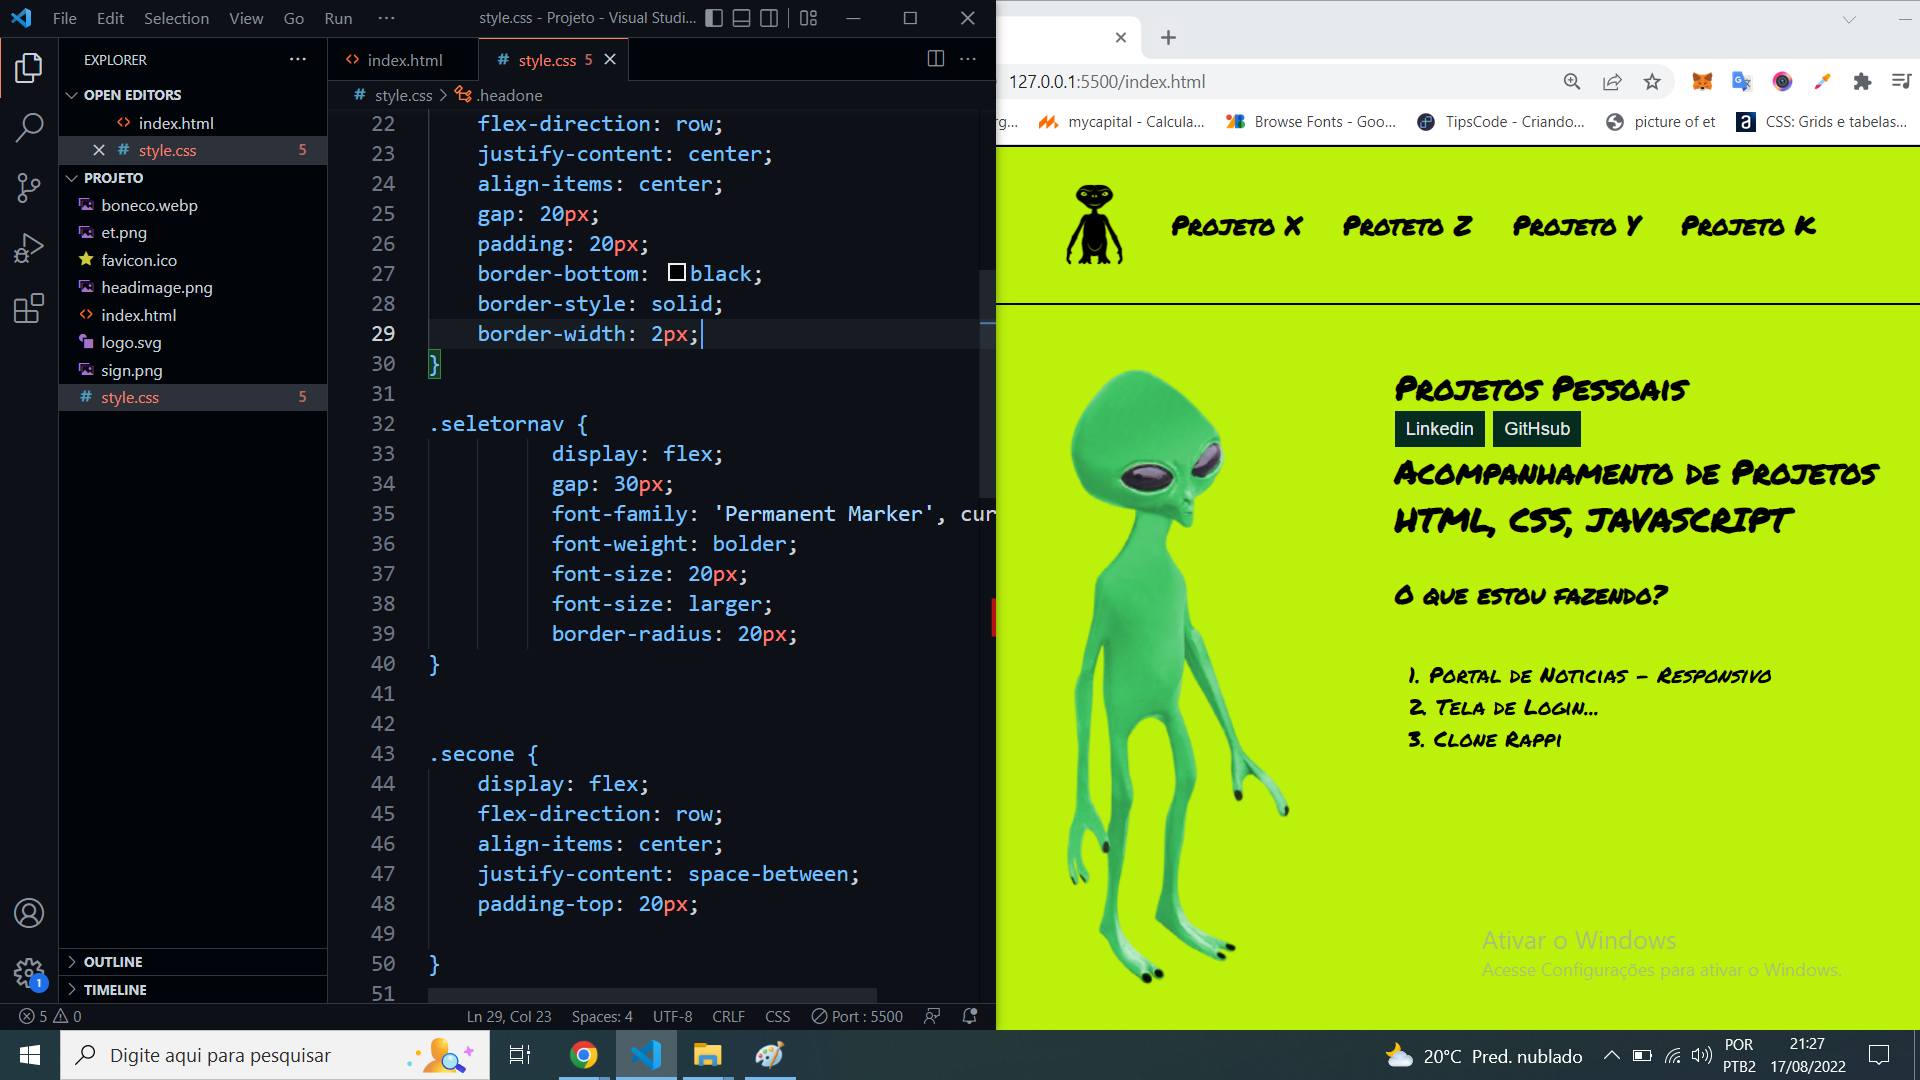 File Edit Selection View Go Run ···
style.css - Projeto - Visual Studi...
EXPLORER
OPEN EDITORS
index.html
style.css 5
PROJETO
boneco.webp
et.png
favicon.ico
headimage.png
index.html
logo.svg
sign.png
style.css 5
OUTLINE
TIMELINE
1
index.html
style.css 5
style.css > .headone
22 flex-direction: row;
23 justify-content: center;
24 align-items: center;
25 gap: 20px;
26 padding: 20px;
27 border-bottom: black;
28 border-style: solid;
29 border-width: 2px;
30 }
31
32 .seletornav {
33 display: flex;
34 gap: 30px;
35 font-family: 'Permanent Marker', cur
36 font-weight: bolder;
37 font-size: 20px;
38 font-size: larger;
39 border-radius: 20px;
40 }
41
42
43 .secone {
44 display: flex;
45 flex-direction: row;
46 align-items: center;
47 justify-content: space-between;
48 padding-top: 20px;
49
50 }
51
5 0
Ln 29, Col 23 Spaces: 4 UTF-8 CRLF CSS Port : 5500
127.0.0.1:5500/index.html
rg... mycapital - Calcula... Browse Fonts - Goo... TipsCode - Criando... picture of et CSS: Grids e tabelas...
Projeto X Proteto Z Projeto Y Projeto K
Projetos Pessoais
Linkedin GitHsub
Acompanhamento de Projetos
HTML, CSS, JAVASCRIPT
O que estou fazendo?
1. Portal de Noticias - Responsivo
2. Tela de Login...
3. Clone Rappi
Ativar o Windows
Acesse Configurações para ativar o Windows.
Digite aqui para pesquisar
20°C Pred. nublado
POR
PTB2
21:27
17/08/2022